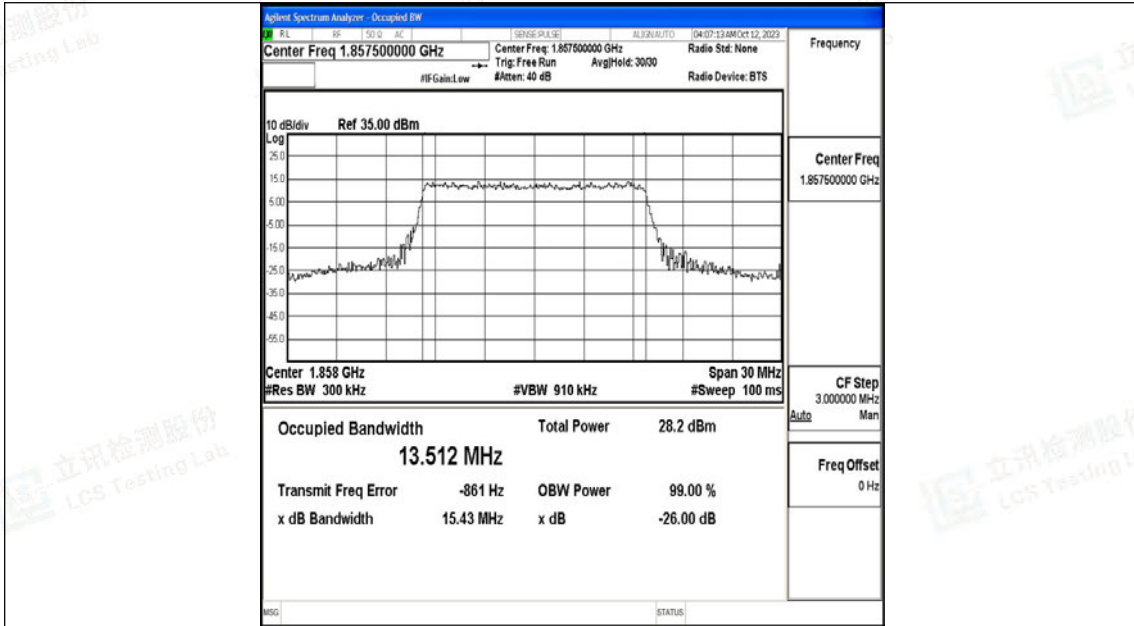 Agilent Spectrum Analyzer - Occupied BW
RL RF 50 Ω AC SENSE:PULSE ALIGN AUTO 04:07:13 AM Oct 12, 2023
Center Freq 1.857500000 GHz
Center Freq: 1.857500000 GHz
Radio Std: None
Trig: Free Run Avg|Hold: 30/30
#IFGain:Low
#Atten: 40 dB
Radio Device: BTS
10 dB/div Ref 35.00 dBm
Log
25.0
15.0
5.00
-5.00
-15.0
-25.0
-35.0
-45.0
-55.0
Center 1.858 GHz Span 30 MHz
#Res BW 300 kHz #VBW 910 kHz #Sweep 100 ms
Occupied Bandwidth Total Power 28.2 dBm
13.512 MHz
Transmit Freq Error -861 Hz OBW Power 99.00 %
x dB Bandwidth 15.43 MHz x dB -26.00 dB
MSG STATUS
Frequency
Center Freq
1.857500000 GHz
CF Step
3.000000 MHz
Auto Man
Freq Offset
0 Hz
立讯检测股份
LCS Testing Lab
立讯检测股份
LCS Testing